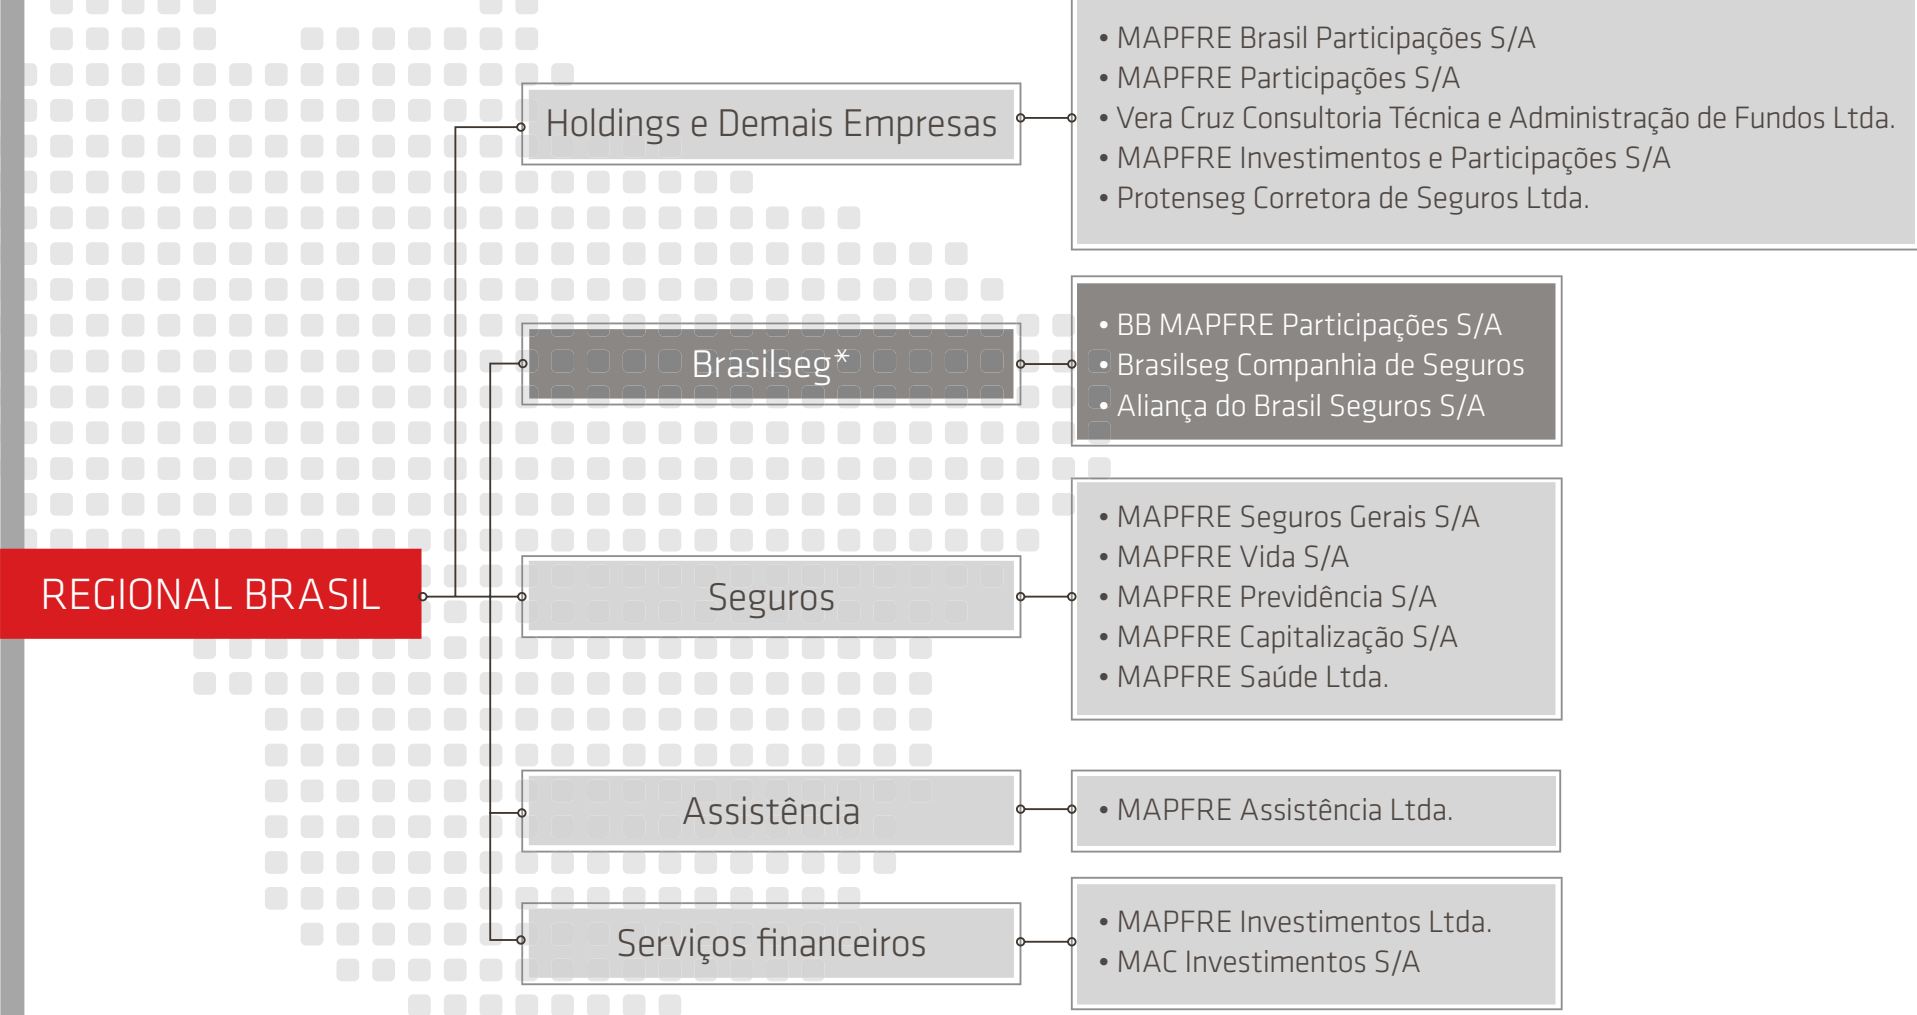 REGIONAL BRASIL
Holdings e Demais Empresas
• MAPFRE Brasil Participações S/A
• MAPFRE Participações S/A
• Vera Cruz Consultoria Técnica e Administração de Fundos Ltda.
• MAPFRE Investimentos e Participações S/A
• Protenseg Corretora de Seguros Ltda.
Brasilseg*
• BB MAPFRE Participações S/A
• Brasilseg Companhia de Seguros
• Aliança do Brasil Seguros S/A
Seguros
• MAPFRE Seguros Gerais S/A
• MAPFRE Vida S/A
• MAPFRE Previdência S/A
• MAPFRE Capitalização S/A
• MAPFRE Saúde Ltda.
Assistência
• MAPFRE Assistência Ltda.
Serviços financeiros
• MAPFRE Investimentos Ltda.
• MAC Investimentos S/A